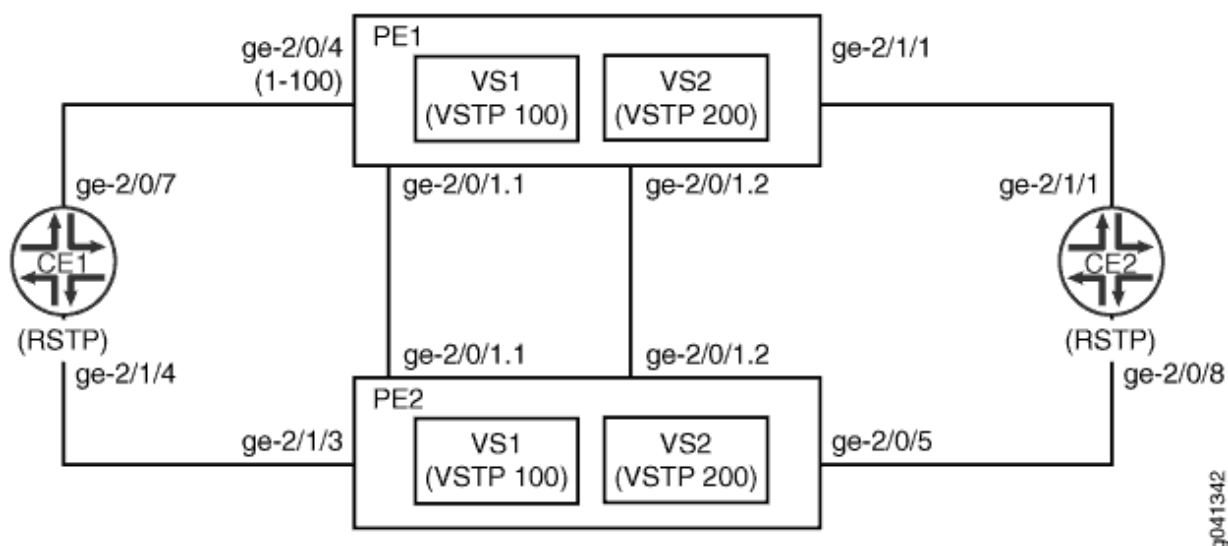 ge-2/0/4
(1-100)
PE1
VS1
(VSTP 100)
VS2
(VSTP 200)
ge-2/1/1
ge-2/0/7
ge-2/0/1.1
ge-2/0/1.2
ge-2/1/1
CE1
CE2
(RSTP)
(RSTP)
ge-2/1/4
ge-2/0/1.1
ge-2/0/1.2
ge-2/0/8
PE2
ge-2/1/3
VS1
(VSTP 100)
VS2
(VSTP 200)
ge-2/0/5
g041342